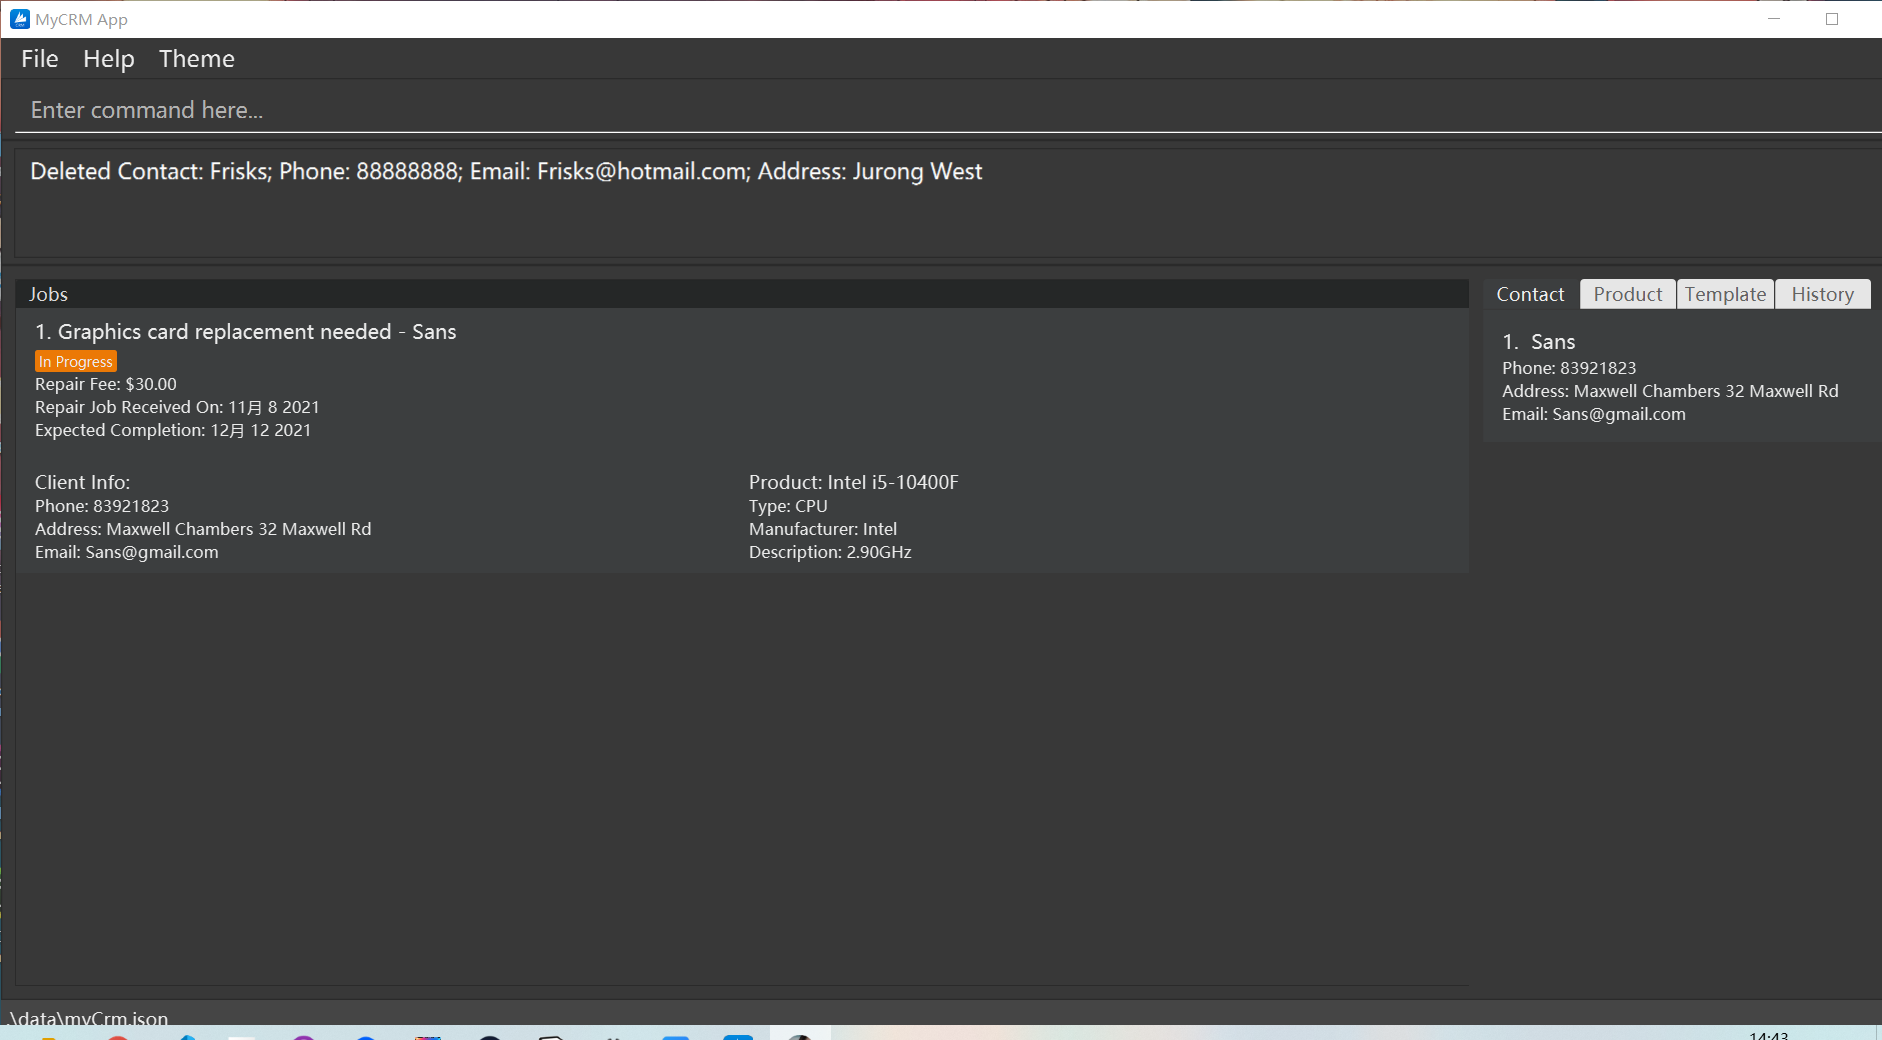 MyCRM App
File Help Theme
Enter command here...
Deleted Contact: Frisks; Phone: 88888888; Email: Frisks@hotmail.com; Address: Jurong West
Jobs
1. Graphics card replacement needed - Sans
In Progress
Repair Fee: $30.00
Repair Job Received On: 11月 8 2021
Expected Completion: 12月 12 2021
Client Info:
Phone: 83921823
Address: Maxwell Chambers 32 Maxwell Rd
Email: Sans@gmail.com
Product: Intel i5-10400F
Type: CPU
Manufacturer: Intel
Description: 2.90GHz
Contact Product Template History
1. Sans
Phone: 83921823
Address: Maxwell Chambers 32 Maxwell Rd
Email: Sans@gmail.com
.\data\myCrm.json
14:43